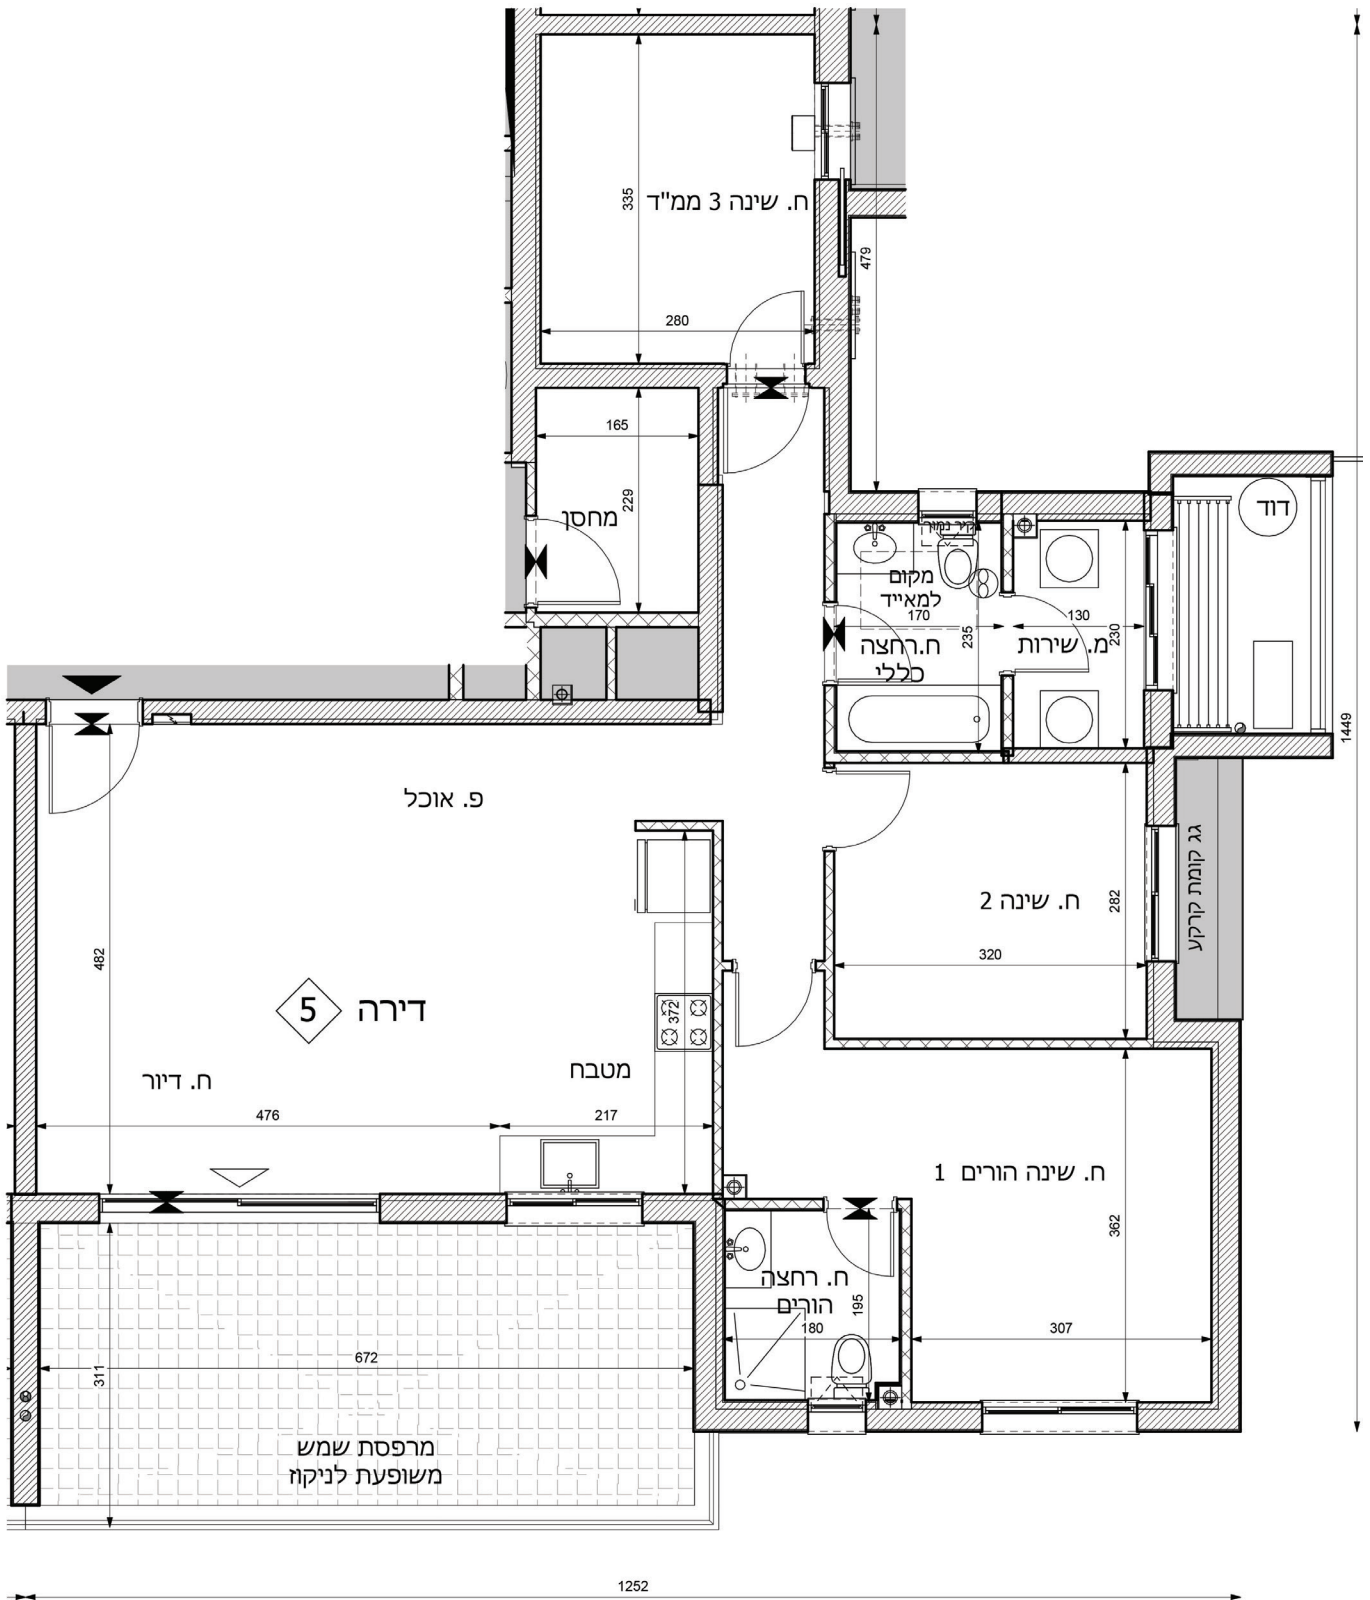 335
ח. שינה 3 ממ"ד
479
280
165
229
מחסן
דוד
קיר נמוך
מקום
למאייד
170
130
235
ח.רחצה
כללי
מ. שירות
230
1449
פ. אוכל
גג קומת קרקע
ח. שינה 2
282
320
482
5
דירה
372
מטבח
ח. דיור
476
217
ח. שינה הורים 1
362
ח. רחצה
הורים
195
180
307
672
311
מרפסת שמש
משופעת לניקוז
1252